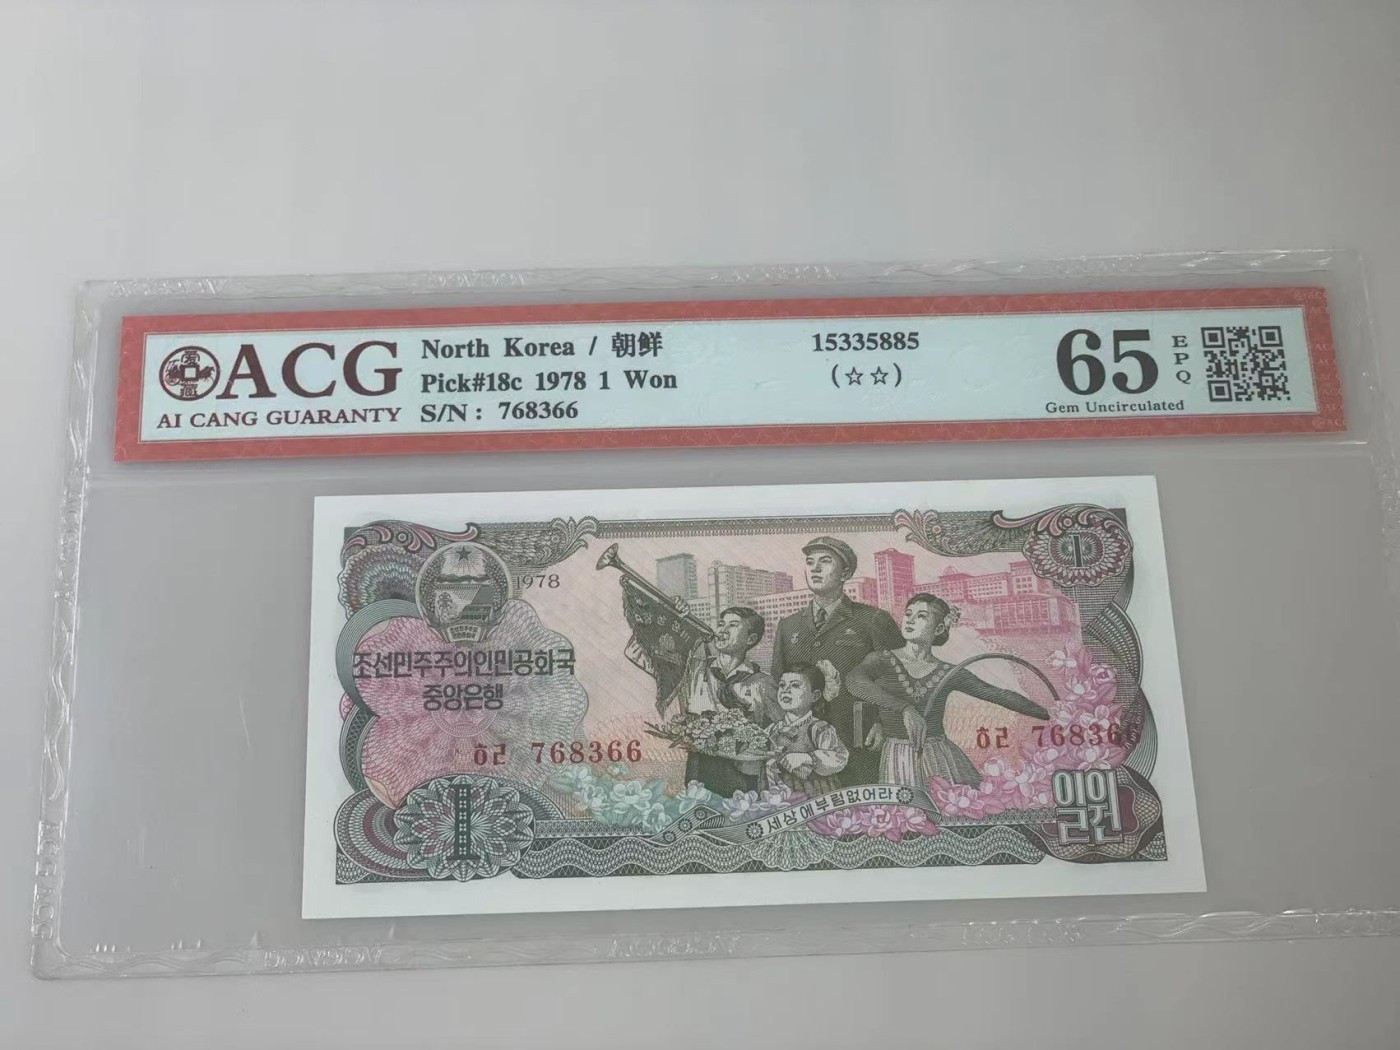 ACG
AI CANG GUARANTY
North Korea / 朝鲜
Pick#18c 1978 1 Won
S/N: 768366
15335885
(☆☆)
65
EPQ
Gem Uncirculated
1978
1
조선민주주의인민공화국
중앙은행
ㅎㄹ 768366
ㅎㄹ 768366
세상에부럼없어라
1
일원